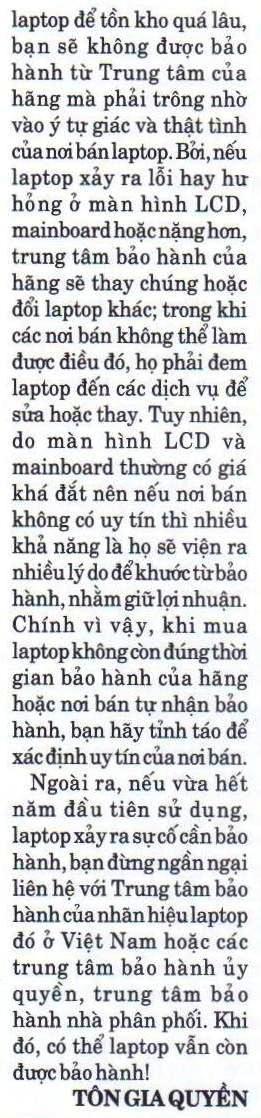 laptop để tồn kho quá lâu,
bạn sẽ không được bảo
hành từ Trung tâm của
hãng mà phải trông nhờ
vào ý tự giác và thật tình
của nơi bán laptop. Bởi, nếu
laptop xảy ra lỗi hay hư
hỏng ở màn hình LCD,
mainboard hoặc nặng hơn,
trung tâm bảo hành của
hãng sẽ thay chúng hoặc
đổi laptop khác; trong khi
các nơi bán không thể làm
được điều đó, họ phải đem
laptop đến các dịch vụ để
sửa hoặc thay. Tuy nhiên,
do màn hình LCD và
mainboard thường có giá
khá đắt nên nếu nơi bán
không có uy tín thì nhiều
khả năng là họ sẽ viện ra
nhiều lý do để khước từ bảo
hành, nhằm giữ lợi nhuận.
Chính vì vậy, khi mua
laptop không còn đúng thời
gian bảo hành của hãng
hoặc nơi bán tự nhận bảo
hành, bạn hãy tỉnh táo để
xác định uy tín của nơi bán.
Ngoài ra, nếu vừa hết
năm đầu tiên sử dụng,
laptop xảy ra sự cố cần bảo
hành, bạn đừng ngần ngại
liên hệ với Trung tâm bảo
hành của nhãn hiệu laptop
đó ở Việt Nam hoặc các
trung tâm bảo hành ủy
quyền, trung tâm bảo
hành nhà phân phối. Khi
đó, có thể laptop vẫn còn
được bảo hành!
TÔN GIA QUYỀN